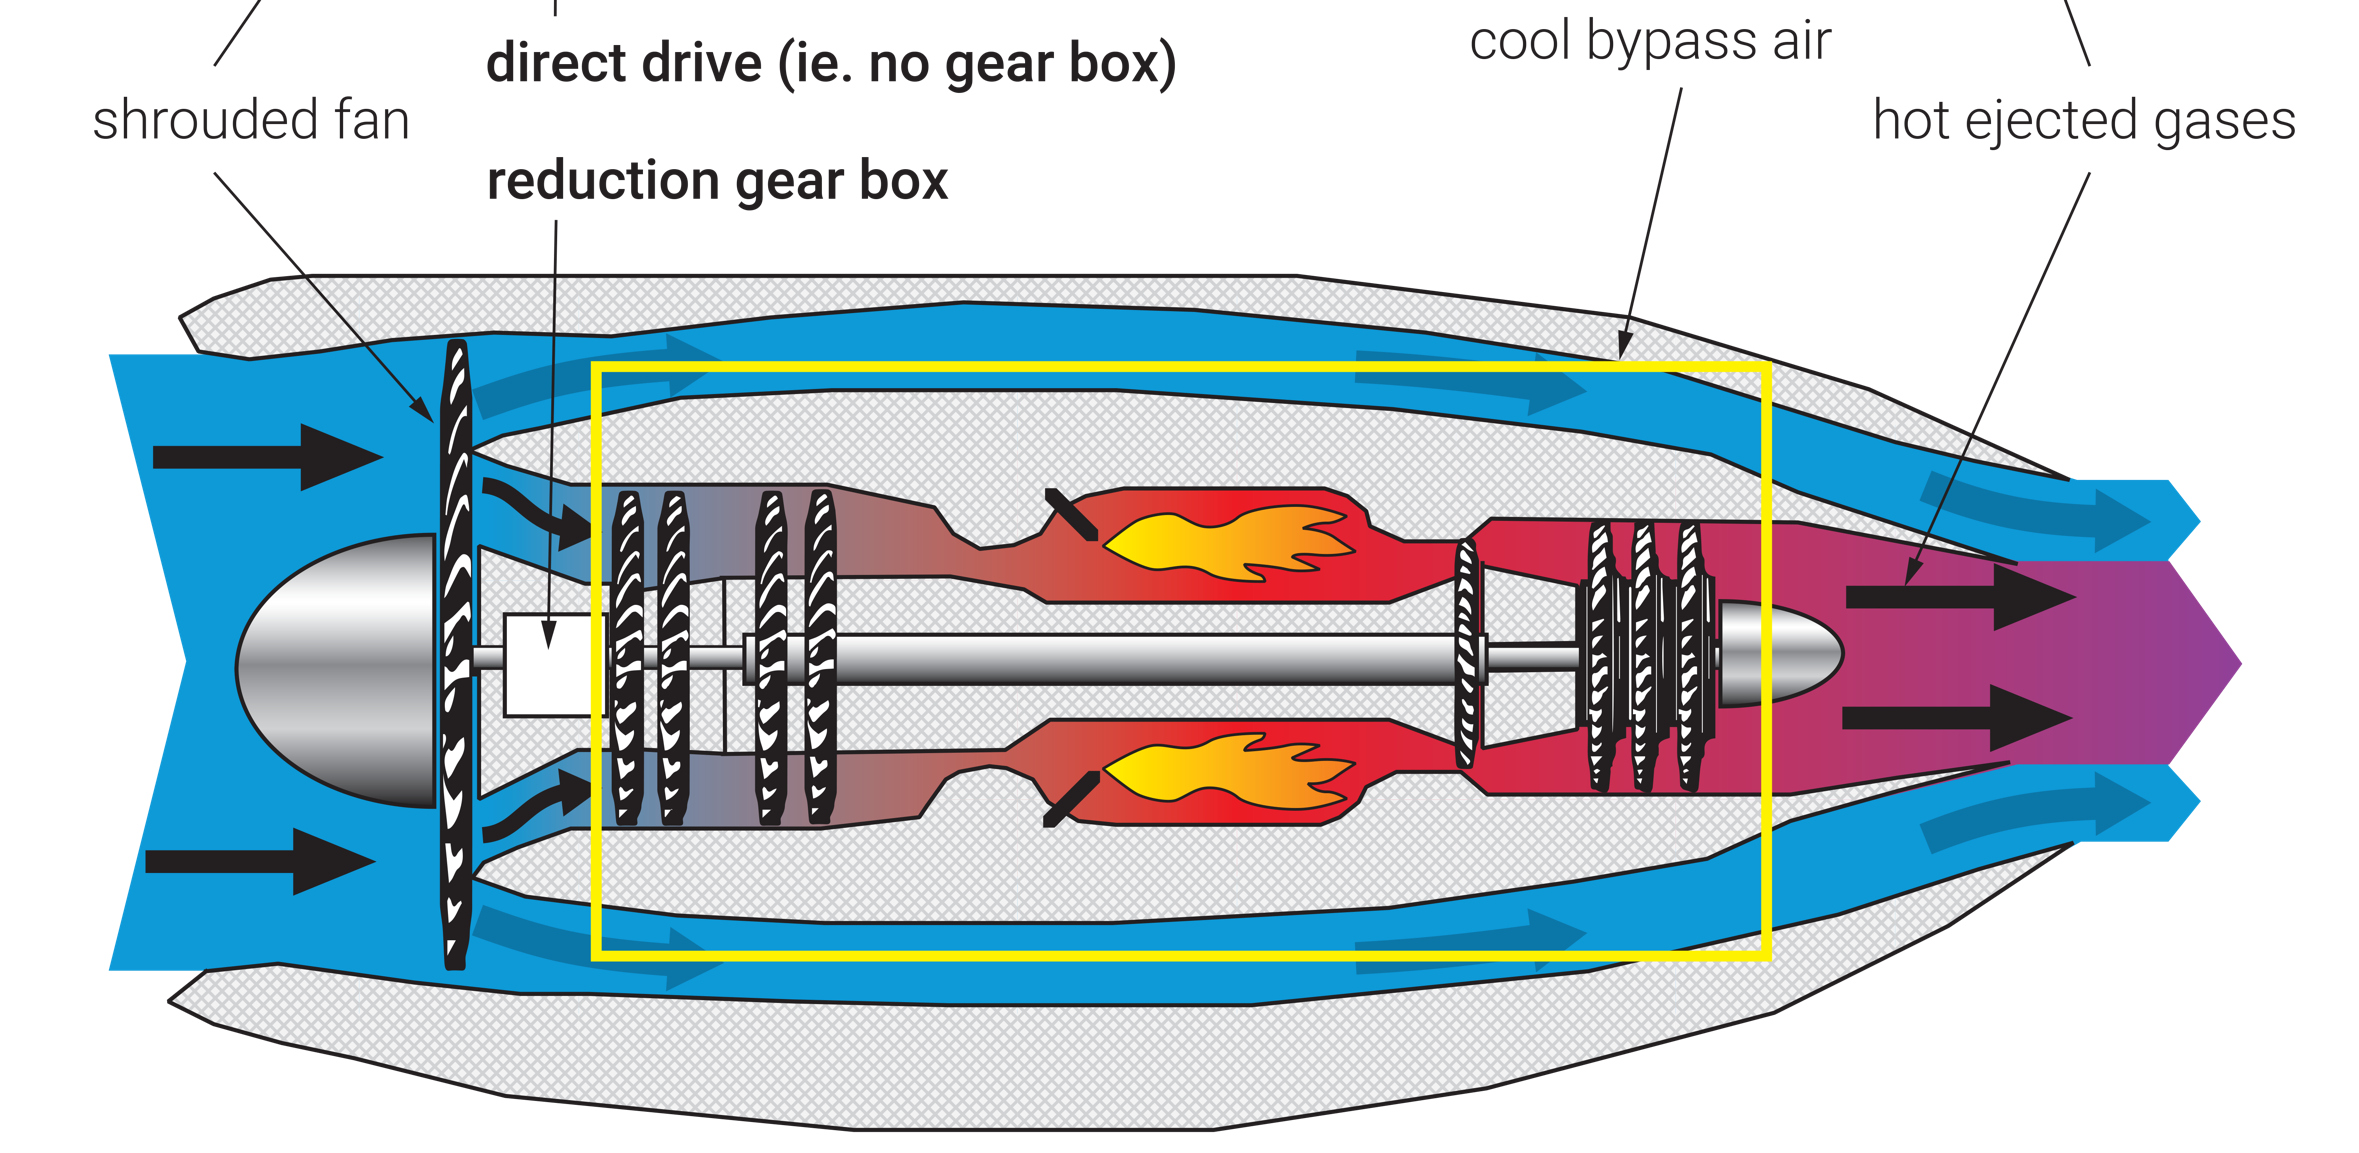 direct drive (ie. no gear box)
cool bypass air
shrouded fan
hot ejected gases
reduction gear box